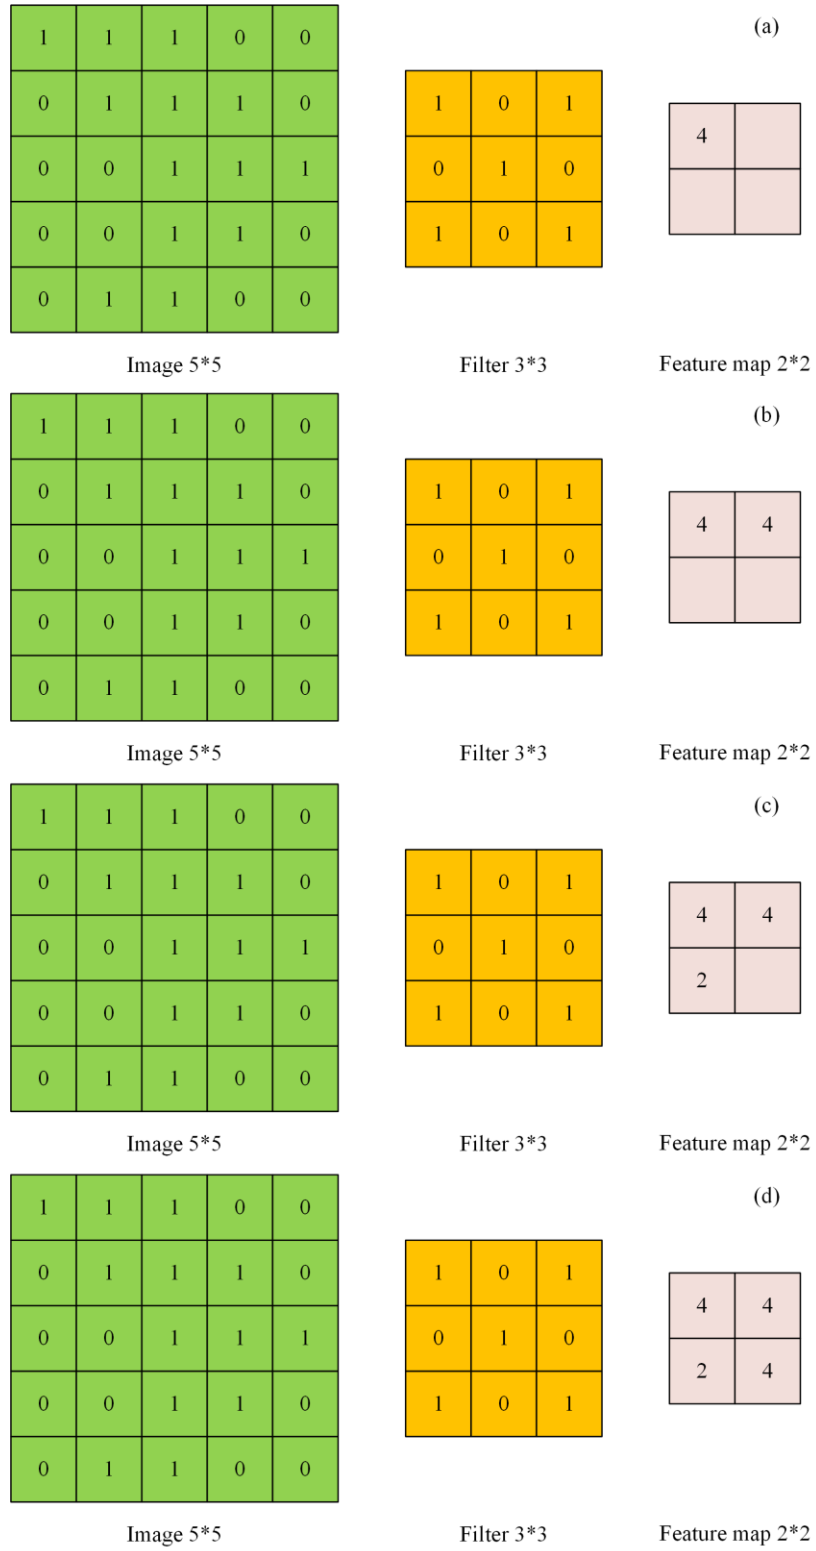 (a)
1 1 1 0 0
0 1 1 1 0
0 0 1 1 1
0 0 1 1 0
0 1 1 0 0
1 0 1
0 1 0
1 0 1
4
Image 5*5
Filter 3*3
Feature map 2*2
(b)
1 1 1 0 0
0 1 1 1 0
0 0 1 1 1
0 0 1 1 0
0 1 1 0 0
1 0 1
0 1 0
1 0 1
4 4
Image 5*5
Filter 3*3
Feature map 2*2
(c)
1 1 1 0 0
0 1 1 1 0
0 0 1 1 1
0 0 1 1 0
0 1 1 0 0
1 0 1
0 1 0
1 0 1
4 4
2
Image 5*5
Filter 3*3
Feature map 2*2
(d)
1 1 1 0 0
0 1 1 1 0
0 0 1 1 1
0 0 1 1 0
0 1 1 0 0
1 0 1
0 1 0
1 0 1
4 4
2 4
Image 5*5
Filter 3*3
Feature map 2*2